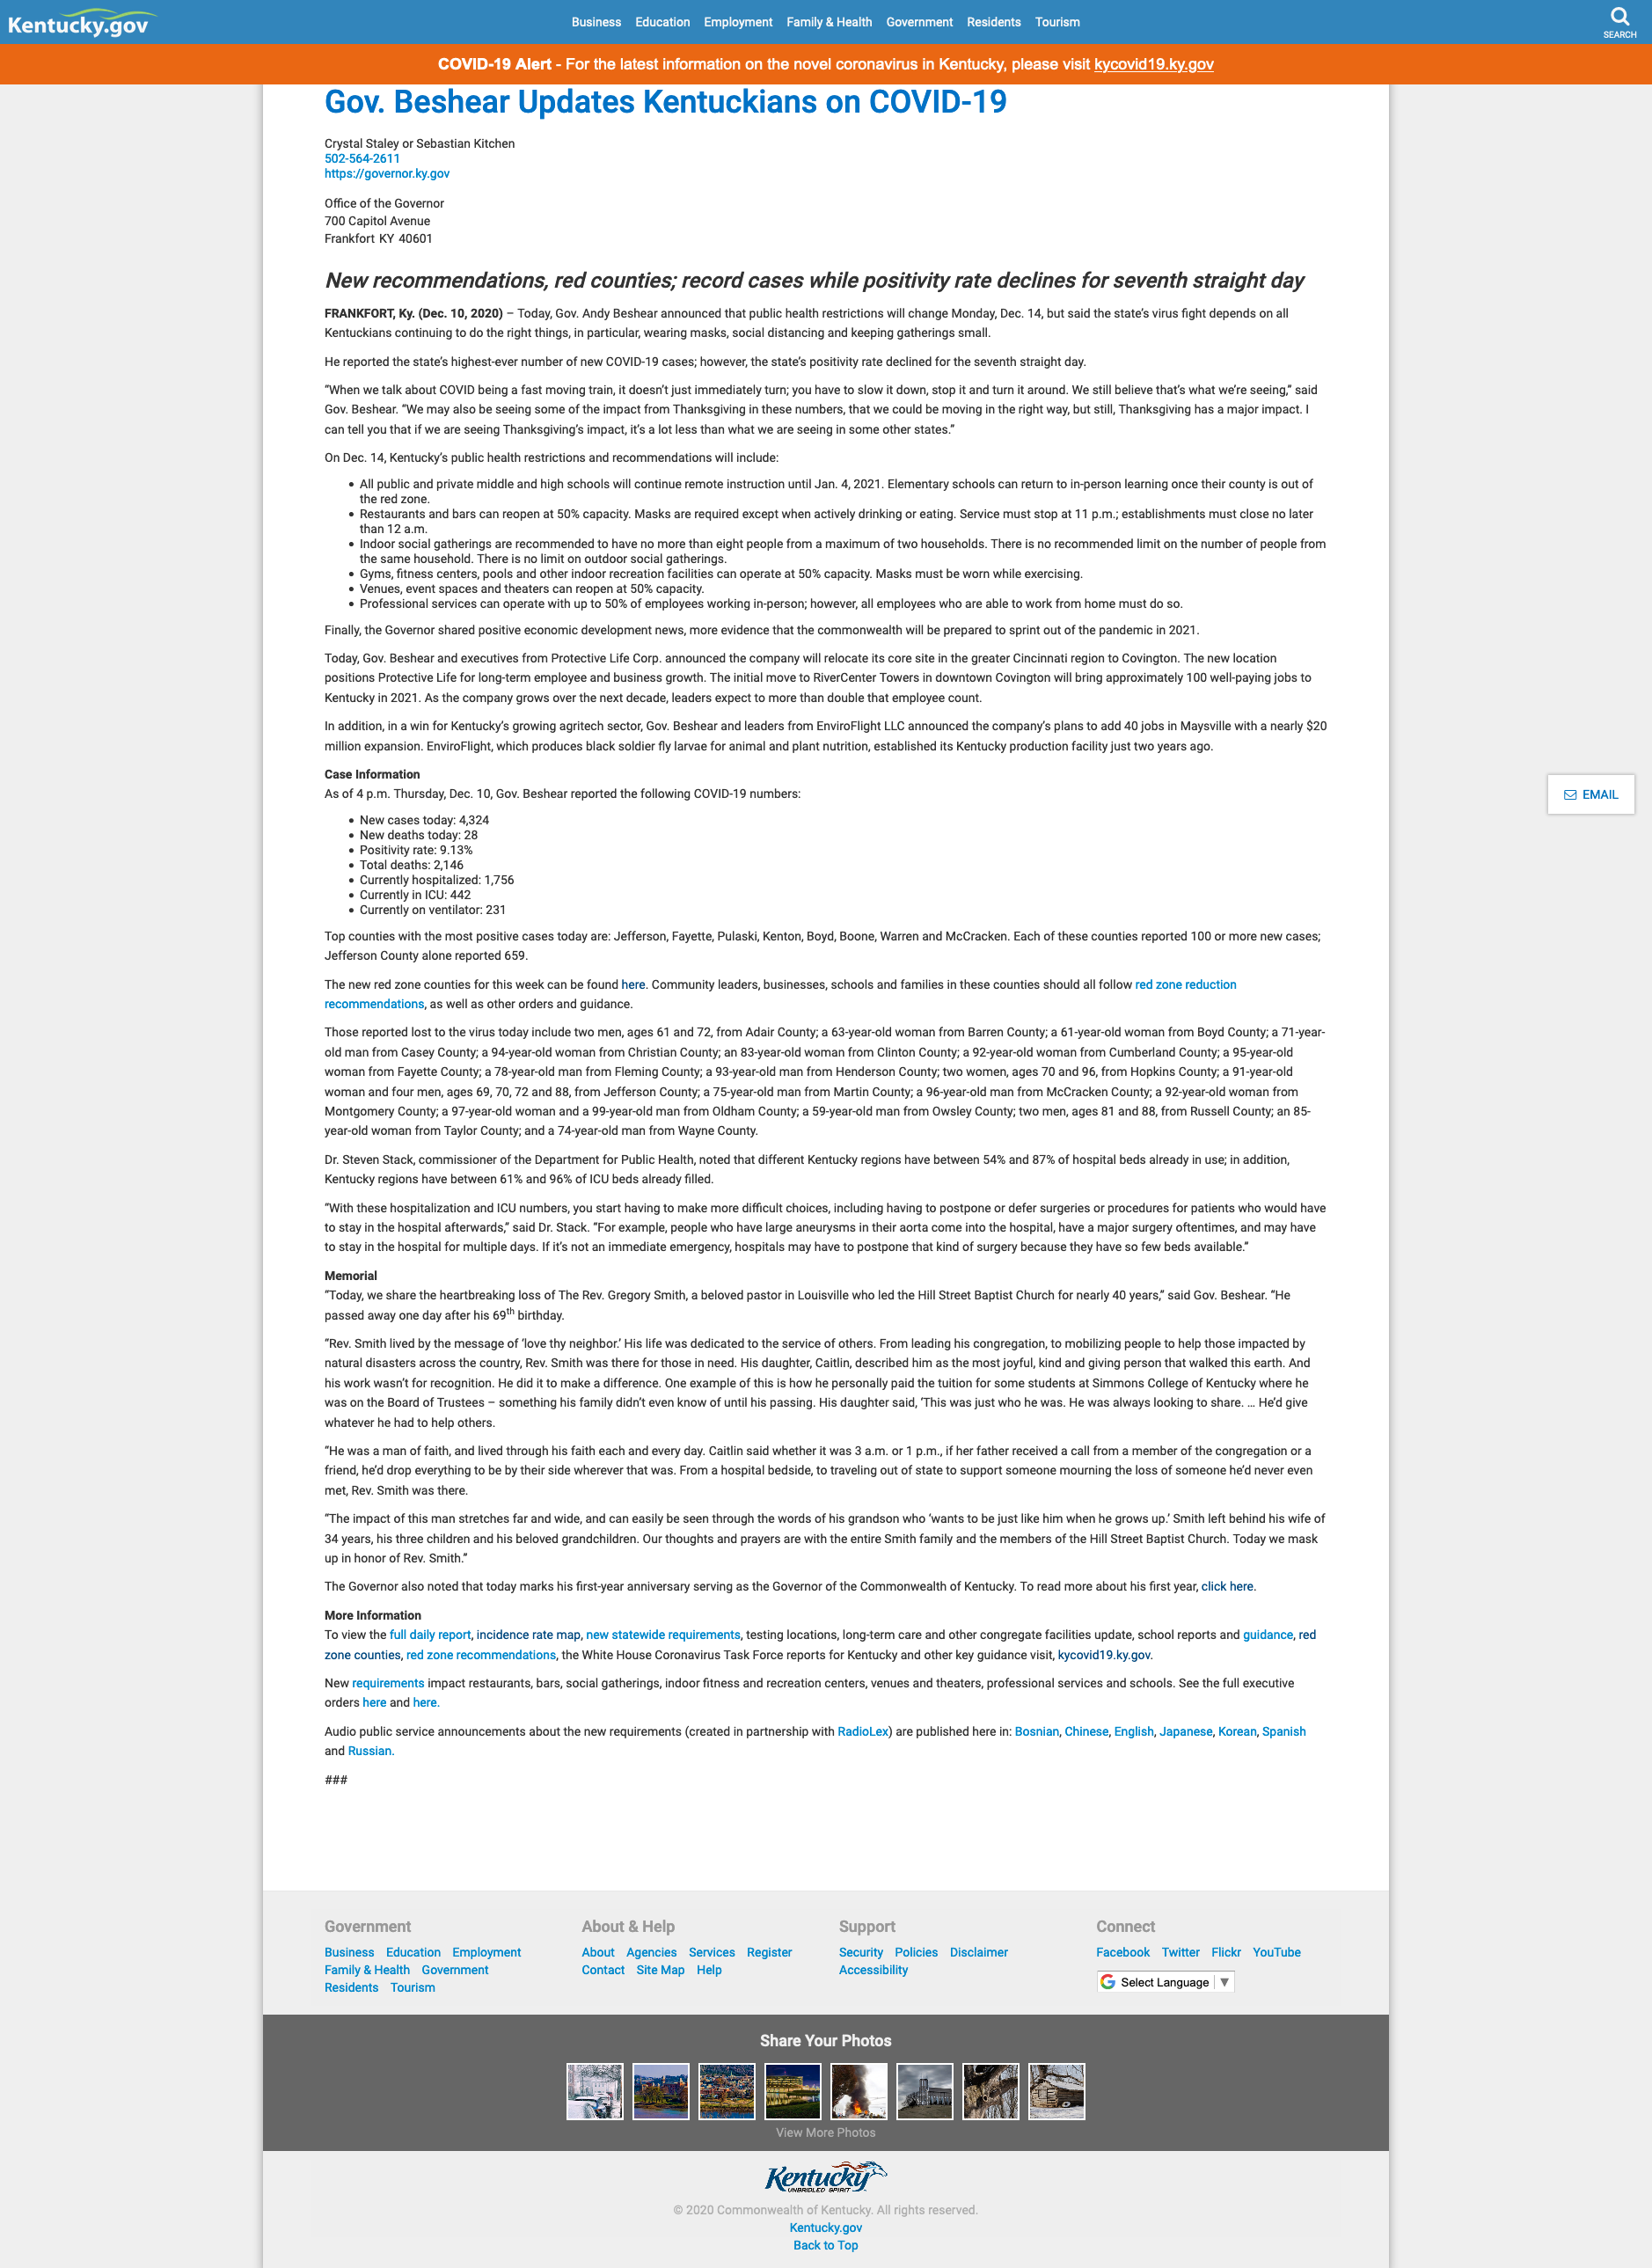 Kentucky.gov
Business Education Employment Family & Health Government Residents Tourism
SEARCH
COVID-19 Alert - For the latest information on the novel coronavirus in Kentucky, please visit kycovid19.ky.gov
Gov. Beshear Updates Kentuckians on COVID-19
Crystal Staley or Sebastian Kitchen
502-564-2611
https://governor.ky.gov
Office of the Governor
700 Capitol Avenue
Frankfort KY 40601
New recommendations, red counties; record cases while positivity rate declines for seventh straight day
FRANKFORT, Ky. (Dec. 10, 2020) – Today, Gov. Andy Beshear announced that public health restrictions will change Monday, Dec. 14, but said the state’s virus fight depends on all
Kentuckians continuing to do the right things, in particular, wearing masks, social distancing and keeping gatherings small.
He reported the state’s highest-ever number of new COVID-19 cases; however, the state’s positivity rate declined for the seventh straight day.
“When we talk about COVID being a fast moving train, it doesn’t just immediately turn; you have to slow it down, stop it and turn it around. We still believe that’s what we’re seeing,” said
Gov. Beshear. “We may also be seeing some of the impact from Thanksgiving in these numbers, that we could be moving in the right way, but still, Thanksgiving has a major impact. I
can tell you that if we are seeing Thanksgiving’s impact, it’s a lot less than what we are seeing in some other states.”
On Dec. 14, Kentucky’s public health restrictions and recommendations will include:
• All public and private middle and high schools will continue remote instruction until Jan. 4, 2021. Elementary schools can return to in-person learning once their county is out of
the red zone.
• Restaurants and bars can reopen at 50% capacity. Masks are required except when actively drinking or eating. Service must stop at 11 p.m.; establishments must close no later
than 12 a.m.
• Indoor social gatherings are recommended to have no more than eight people from a maximum of two households. There is no recommended limit on the number of people from
the same household. There is no limit on outdoor social gatherings.
• Gyms, fitness centers, pools and other indoor recreation facilities can operate at 50% capacity. Masks must be worn while exercising.
• Venues, event spaces and theaters can reopen at 50% capacity.
• Professional services can operate with up to 50% of employees working in-person; however, all employees who are able to work from home must do so.
Finally, the Governor shared positive economic development news, more evidence that the commonwealth will be prepared to sprint out of the pandemic in 2021.
Today, Gov. Beshear and executives from Protective Life Corp. announced the company will relocate its core site in the greater Cincinnati region to Covington. The new location
positions Protective Life for long-term employee and business growth. The initial move to RiverCenter Towers in downtown Covington will bring approximately 100 well-paying jobs to
Kentucky in 2021. As the company grows over the next decade, leaders expect to more than double that employee count.
In addition, in a win for Kentucky’s growing agritech sector, Gov. Beshear and leaders from EnviroFlight LLC announced the company’s plans to add 40 jobs in Maysville with a nearly $20
million expansion. EnviroFlight, which produces black soldier fly larvae for animal and plant nutrition, established its Kentucky production facility just two years ago.
Case Information
As of 4 p.m. Thursday, Dec. 10, Gov. Beshear reported the following COVID-19 numbers:
EMAIL
• New cases today: 4,324
• New deaths today: 28
• Positivity rate: 9.13%
• Total deaths: 2,146
• Currently hospitalized: 1,756
• Currently in ICU: 442
• Currently on ventilator: 231
Top counties with the most positive cases today are: Jefferson, Fayette, Pulaski, Kenton, Boyd, Boone, Warren and McCracken. Each of these counties reported 100 or more new cases;
Jefferson County alone reported 659.
The new red zone counties for this week can be found here. Community leaders, businesses, schools and families in these counties should all follow red zone reduction
recommendations, as well as other orders and guidance.
Those reported lost to the virus today include two men, ages 61 and 72, from Adair County; a 63-year-old woman from Barren County; a 61-year-old woman from Boyd County; a 71-year-
old man from Casey County; a 94-year-old woman from Christian County; an 83-year-old woman from Clinton County; a 92-year-old woman from Cumberland County; a 95-year-old
woman from Fayette County; a 78-year-old man from Fleming County; a 93-year-old man from Henderson County; two women, ages 70 and 96, from Hopkins County; a 91-year-old
woman and four men, ages 69, 70, 72 and 88, from Jefferson County; a 75-year-old man from Martin County; a 96-year-old man from McCracken County; a 92-year-old woman from
Montgomery County; a 97-year-old woman and a 99-year-old man from Oldham County; a 59-year-old man from Owsley County; two men, ages 81 and 88, from Russell County; an 85-
year-old woman from Taylor County; and a 74-year-old man from Wayne County.
Dr. Steven Stack, commissioner of the Department for Public Health, noted that different Kentucky regions have between 54% and 87% of hospital beds already in use; in addition,
Kentucky regions have between 61% and 96% of ICU beds already filled.
“With these hospitalization and ICU numbers, you start having to make more difficult choices, including having to postpone or defer surgeries or procedures for patients who would have
to stay in the hospital afterwards,” said Dr. Stack. “For example, people who have large aneurysms in their aorta come into the hospital, have a major surgery oftentimes, and may have
to stay in the hospital for multiple days. If it’s not an immediate emergency, hospitals may have to postpone that kind of surgery because they have so few beds available.”
Memorial
“Today, we share the heartbreaking loss of The Rev. Gregory Smith, a beloved pastor in Louisville who led the Hill Street Baptist Church for nearly 40 years,” said Gov. Beshear. “He
passed away one day after his 69th birthday.
“Rev. Smith lived by the message of ‘love thy neighbor.’ His life was dedicated to the service of others. From leading his congregation, to mobilizing people to help those impacted by
natural disasters across the country, Rev. Smith was there for those in need. His daughter, Caitlin, described him as the most joyful, kind and giving person that walked this earth. And
his work wasn’t for recognition. He did it to make a difference. One example of this is how he personally paid the tuition for some students at Simmons College of Kentucky where he
was on the Board of Trustees – something his family didn’t even know of until his passing. His daughter said, ‘This was just who he was. He was always looking to share. … He’d give
whatever he had to help others.
“He was a man of faith, and lived through his faith each and every day. Caitlin said whether it was 3 a.m. or 1 p.m., if her father received a call from a member of the congregation or a
friend, he’d drop everything to be by their side wherever that was. From a hospital bedside, to traveling out of state to support someone mourning the loss of someone he’d never even
met, Rev. Smith was there.
“The impact of this man stretches far and wide, and can easily be seen through the words of his grandson who ‘wants to be just like him when he grows up.’ Smith left behind his wife of
34 years, his three children and his beloved grandchildren. Our thoughts and prayers are with the entire Smith family and the members of the Hill Street Baptist Church. Today we mask
up in honor of Rev. Smith.”
The Governor also noted that today marks his first-year anniversary serving as the Governor of the Commonwealth of Kentucky. To read more about his first year, click here.
More Information
To view the full daily report, incidence rate map, new statewide requirements, testing locations, long-term care and other congregate facilities update, school reports and guidance, red
zone counties, red zone recommendations, the White House Coronavirus Task Force reports for Kentucky and other key guidance visit, kycovid19.ky.gov.
New requirements impact restaurants, bars, social gatherings, indoor fitness and recreation centers, venues and theaters, professional services and schools. See the full executive
orders here and here.
Audio public service announcements about the new requirements (created in partnership with RadioLex) are published here in: Bosnian, Chinese, English, Japanese, Korean, Spanish
and Russian.
###
Government
Business Education Employment
Family & Health Government
Residents Tourism
About & Help
About Agencies Services Register
Contact Site Map Help
Support
Security Policies Disclaimer
Accessibility
Connect
Facebook Twitter Flickr YouTube
Select Language ▼
Share Your Photos
View More Photos
Kentucky
UNBRIDLED SPIRIT
© 2020 Commonwealth of Kentucky. All rights reserved.
Kentucky.gov
Back to Top